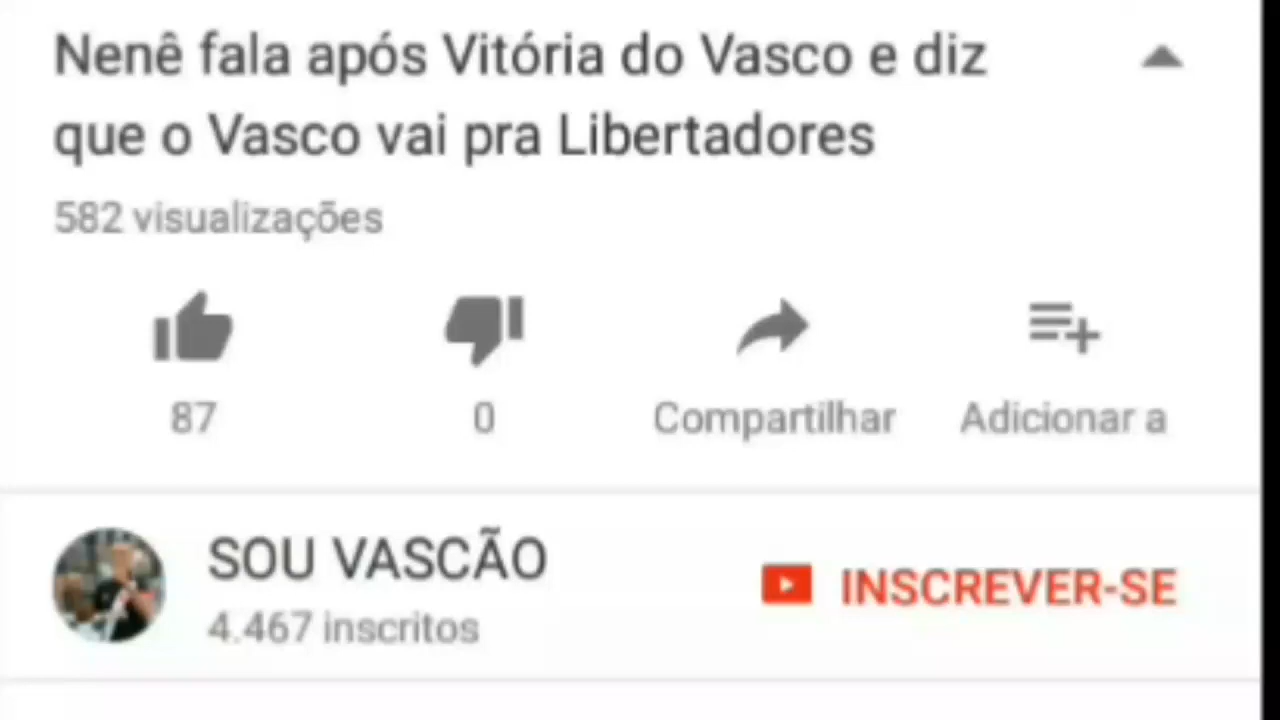 Nenê fala após Vitória do Vasco e diz
que o Vasco vai pra Libertadores
582 visualizações
87
0
Compartilhar
Adicionar a
SOU VASCÃO
INSCREVER-SE
4.467 inscritos